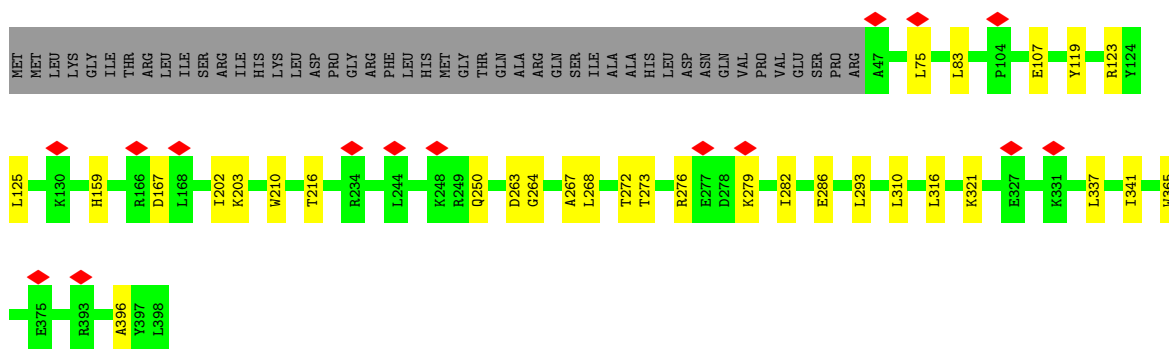 MET MET LEU LYS GLY ILE THR ARG LEU ILE SER ARG ILE HIS LYS LEU ASP PRO GLY ARG PHE LEU HIS MET GLY THR GLN ALA ARG GLN SER ILE ALA ALA HIS LEU ASP ASN GLN VAL PRO VAL GLU SER PRO ARG A47 L75 L83 P104 E107 Y119 R123 Y124
L125 K130 H159 R166 D167 L168 I202 K203 W210 T216 R234 L244 K248 R249 Q250 D263 G264 A267 L268 T272 T273 R276 E277 D278 K279 I282 E286 L293 L310 L316 K321 E327 K331 L337 I341 W365
E375 R393 A396 Y397 L398